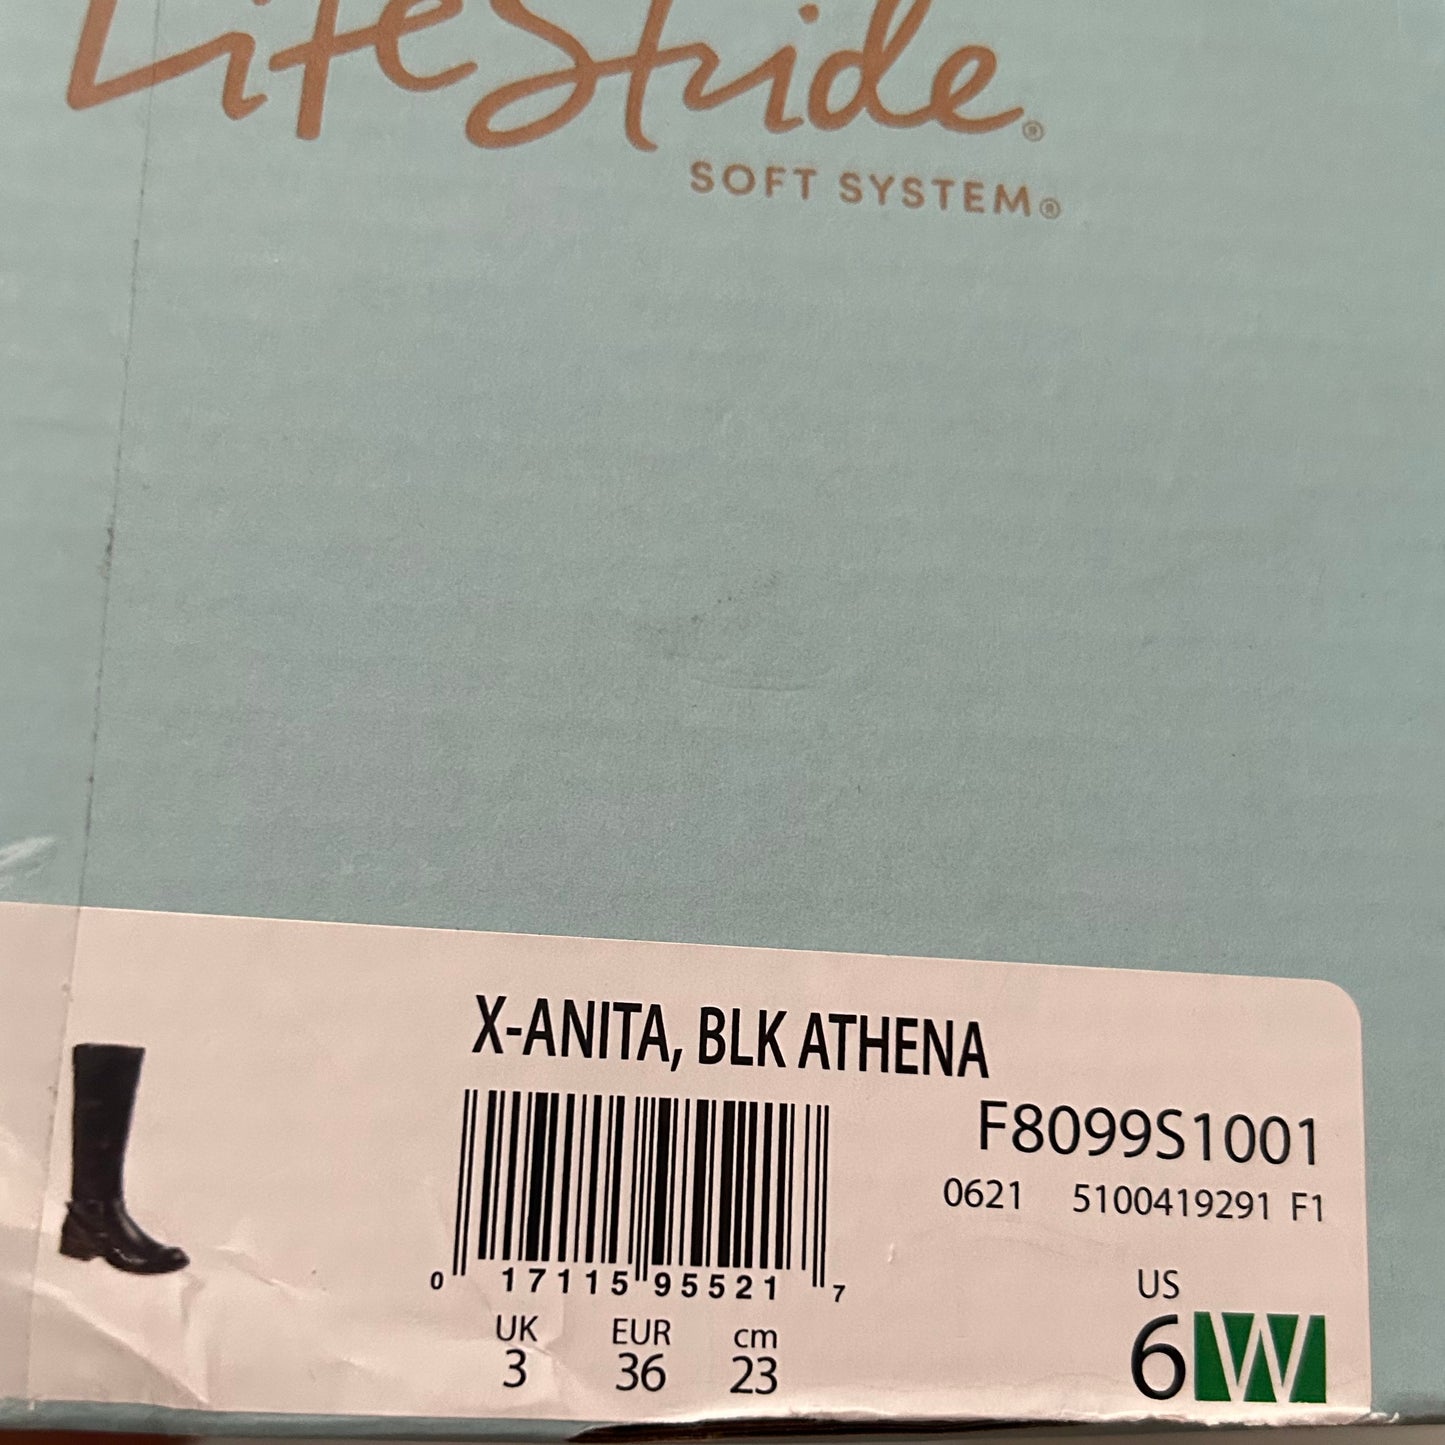 LifeStride®
SOFT SYSTEM®
X-ANITA, BLK ATHENA
F8099S1001
0621 5100419291 F1
0 17115 95521 7
US
6 W
UK EUR cm
3 36 23